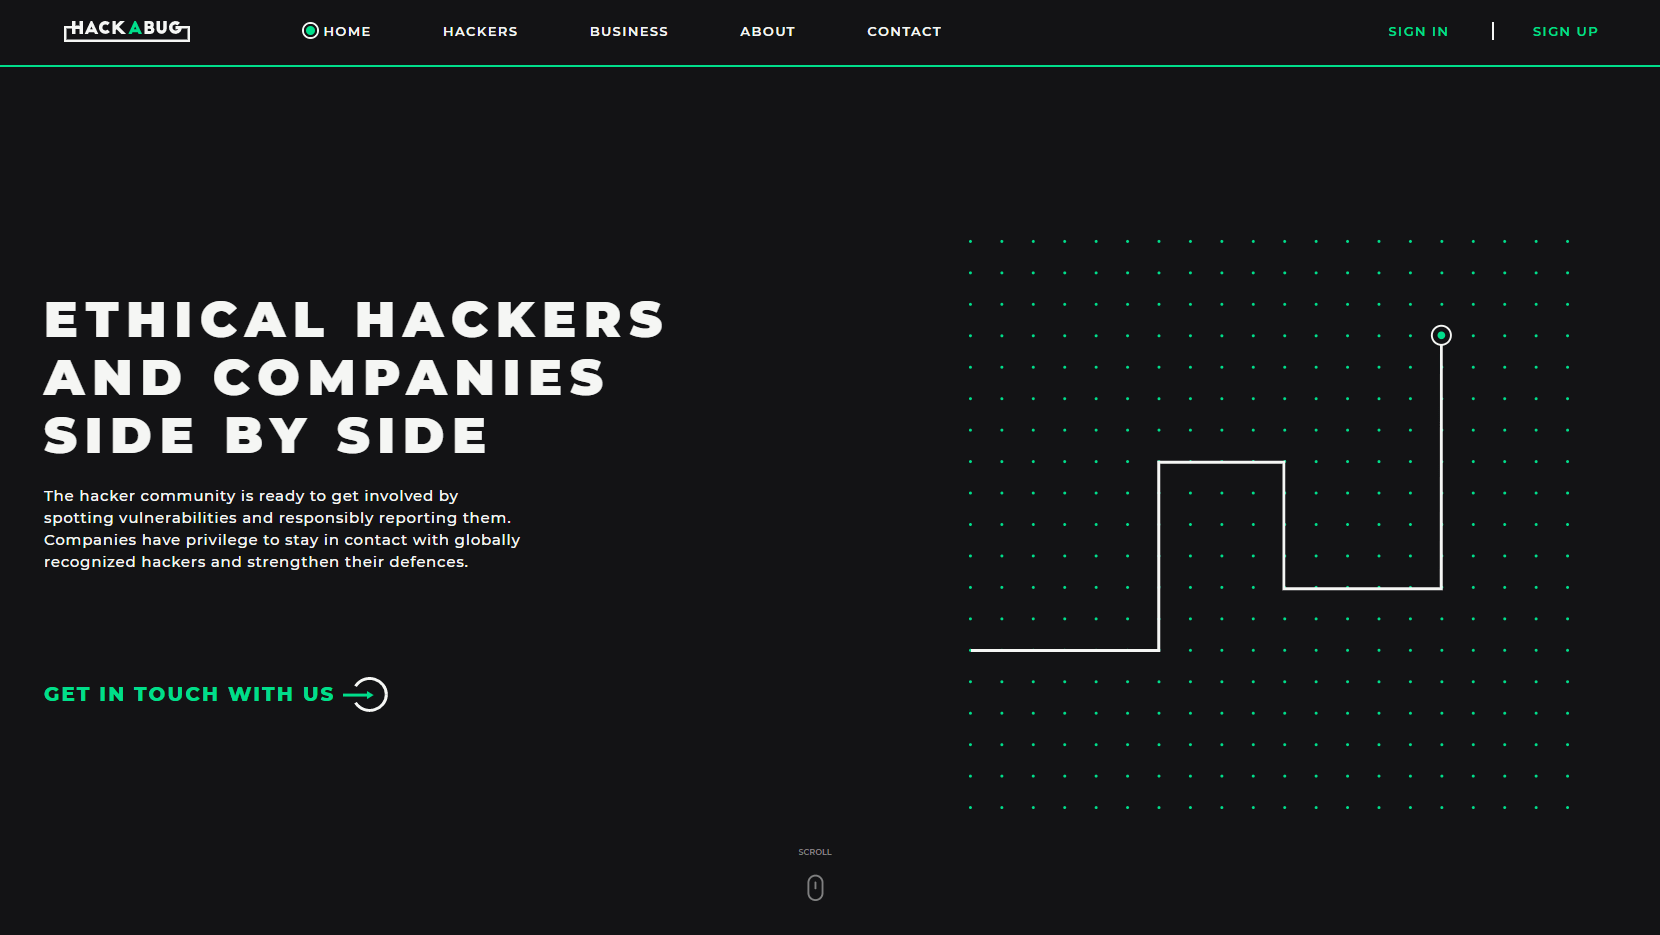 HACKABUG
HOME
HACKERS
BUSINESS
ABOUT
CONTACT
SIGN IN
SIGN UP
ETHICAL HACKERS
AND COMPANIES
SIDE BY SIDE
The hacker community is ready to get involved by
spotting vulnerabilities and responsibly reporting them.
Companies have privilege to stay in contact with globally
recognized hackers and strengthen their defences.
GET IN TOUCH WITH US
SCROLL